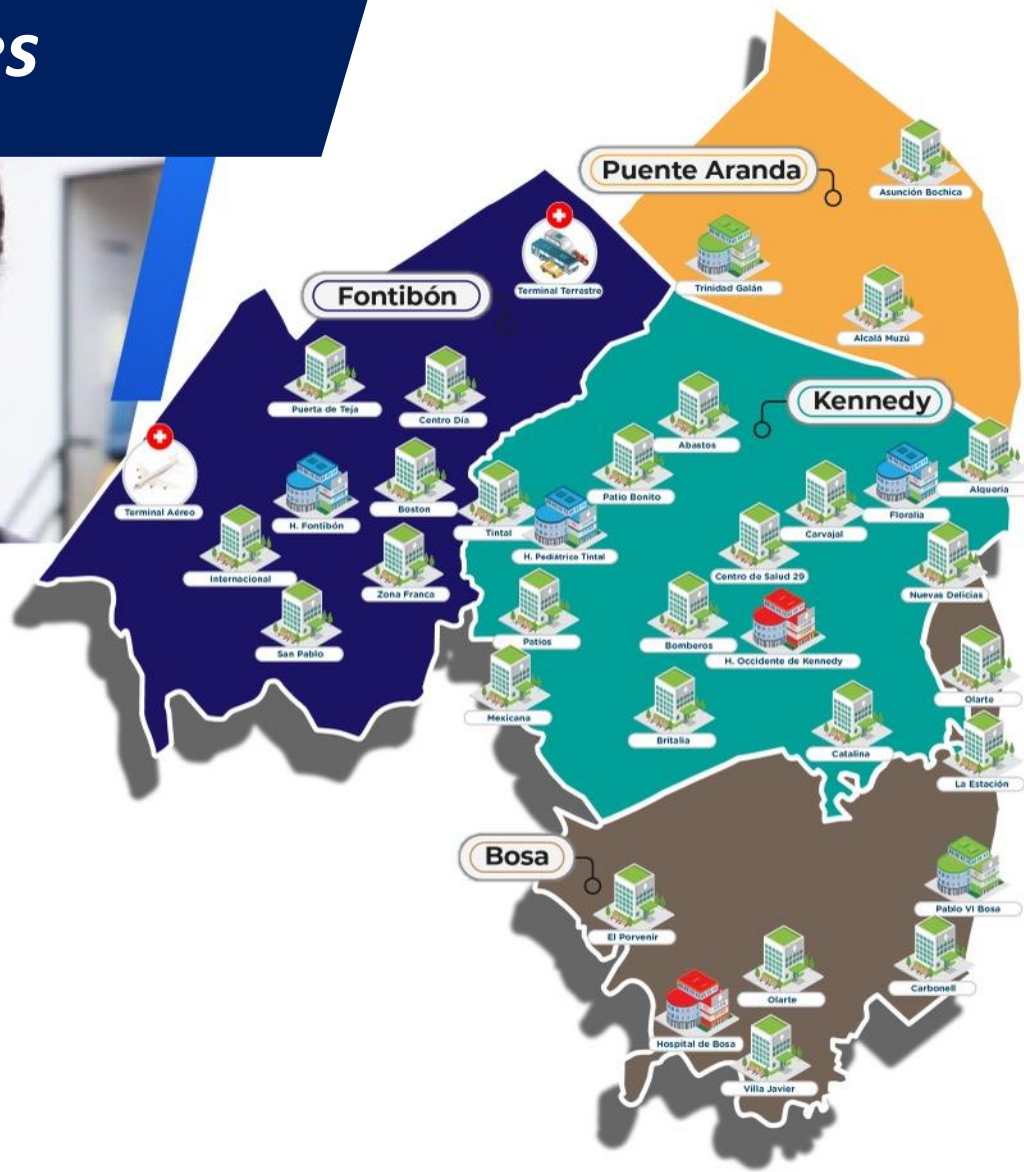 PS
Puente Aranda
Asunción Bochica
Trinidad Galán
Alcalá Muzú
Fontibón
Terminal Terrestre
Puerta de Teja
Centro Día
Terminal Aéreo
H. Fontibón
Boston
Internacional
Zona Franca
San Pablo
Kennedy
Abastos
Patio Bonito
Tintal
H. Pediátrico Tintal
Carvajal
Floralia
Alquería
Centro de Salud 29
Nuevas Delicias
Patios
Bomberos
H. Occidente de Kennedy
Mexicana
Britalia
Catalina
Olarte
La Estación
Bosa
El Porvenir
Pablo VI Bosa
Olarte
Carbonell
Hospital de Bosa
Villa Javier